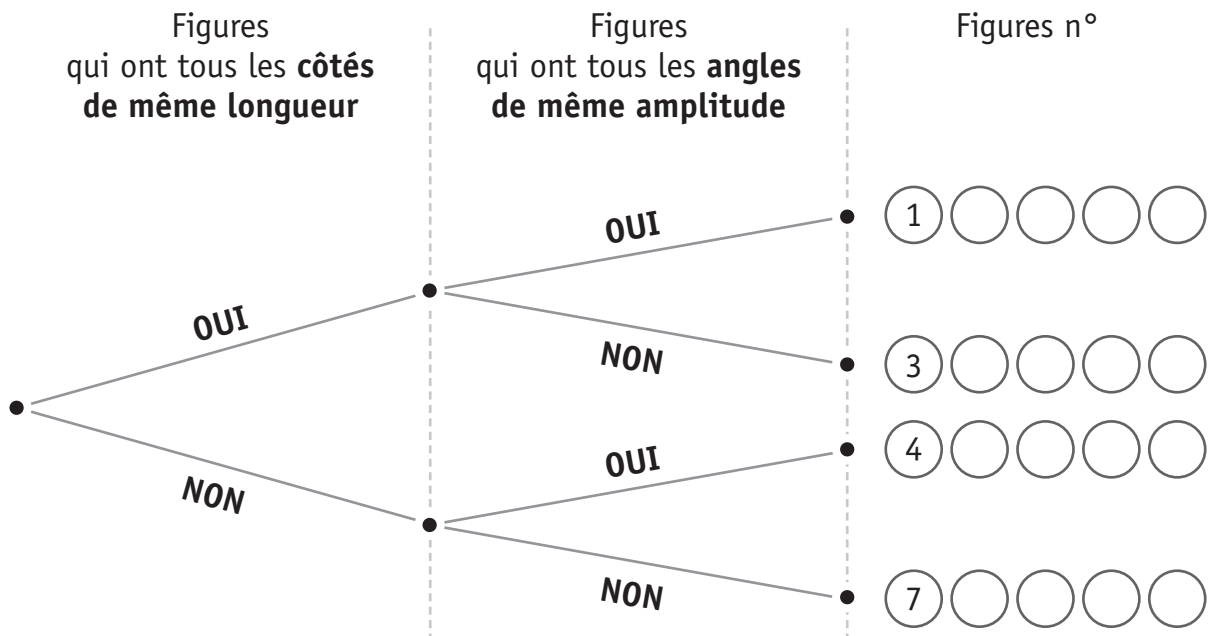 Figures
qui ont tous les côtés
de même longueur
Figures
qui ont tous les angles
de même amplitude
Figures n°
OUI
NON
OUI
NON
OUI
NON
1
3
4
7